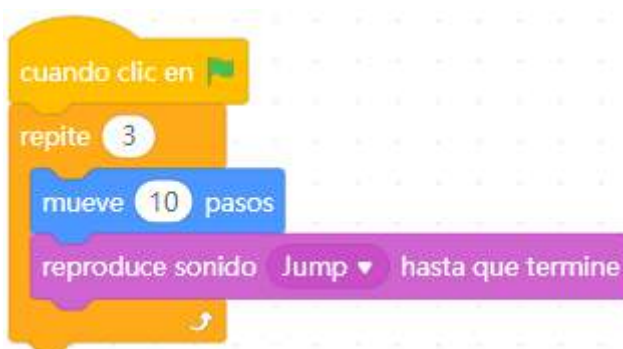 cuando clic en
repite 3
mueve 10 pasos
reproduce sonido Jump hasta que termine